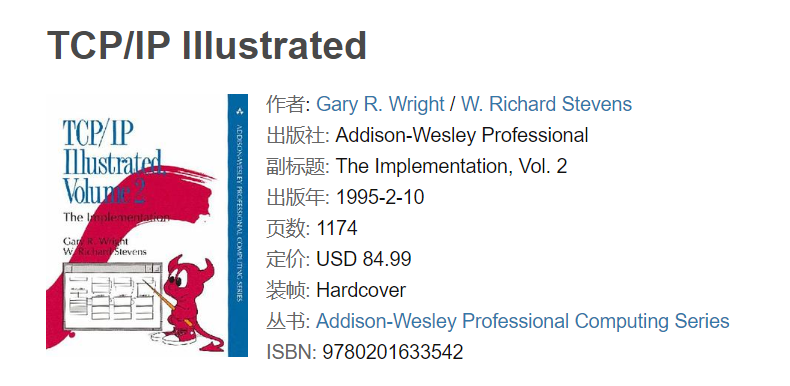 TCP/IP Illustrated
TCP/IP
Illustrated,
Volume 2
The Implementation
Gary R. Wright
W. Richard Stevens
ADDISON-WESLEY PROFESSIONAL COMPUTING SERIES
作者: Gary R. Wright / W. Richard Stevens
出版社: Addison-Wesley Professional
副标题: The Implementation, Vol. 2
出版年: 1995-2-10
页数: 1174
定价: USD 84.99
装帧: Hardcover
丛书: Addison-Wesley Professional Computing Series
ISBN: 9780201633542